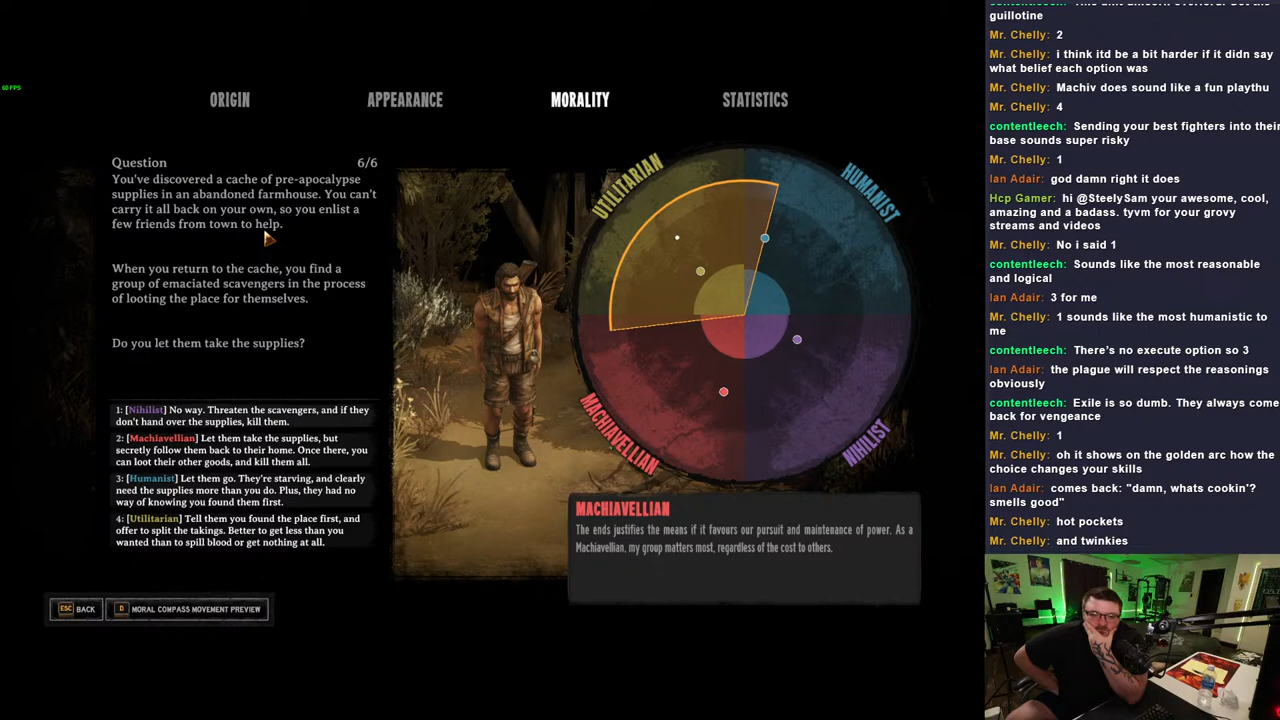 60 FPS
ORIGIN
APPEARANCE
MORALITY
STATISTICS
Question
6/6
You've discovered a cache of pre-apocalypse
supplies in an abandoned farmhouse. You can't
carry it all back on your own, so you enlist a
few friends from town to help.
When you return to the cache, you find a
group of emaciated scavengers in the process
of looting the place for themselves.
Do you let them take the supplies?
1: [Nihilist] No way. Threaten the scavengers, and if they
don't hand over the supplies, kill them.
2: [Machiavellian] Let them take the supplies, but
secretly follow them back to their home. Once there, you
can loot their other goods, and kill them all.
3: [Humanist] Let them go. They're starving, and clearly
need the supplies more than you do. Plus, they had no
way of knowing you found them first.
4: [Utilitarian] Tell them you found the place first, and
offer to split the takings. Better to get less than you
wanted than to spill blood or get nothing at all.
ESC BACK
D MORAL COMPASS MOVEMENT PREVIEW
UTILITARIAN
HUMANIST
MACHIAVELLIAN
NIHILIST
MACHIAVELLIAN
The ends justifies the means if it favours our pursuit and maintenance of power. As a
Machiavellian, my group matters most, regardless of the cost to others.
guillotine
Mr. Chelly: 2
Mr. Chelly: i think itd be a bit harder if it didn say
what belief each option was
Mr. Chelly: Machiv does sound like a fun playthu
Mr. Chelly: 4
contentleech: Sending your best fighters into their
base sounds super risky
Mr. Chelly: 1
Ian Adair: god damn right it does
Hcp Gamer: hi @SteelySam your awesome, cool,
amazing and a badass. tyvm for your grovy
streams and videos
Mr. Chelly: No i said 1
contentleech: Sounds like the most reasonable
and logical
Ian Adair: 3 for me
Mr. Chelly: 1 sounds like the most humanistic to
me
contentleech: There's no execute option so 3
Ian Adair: the plague will respect the reasonings
obviously
contentleech: Exile is so dumb. They always come
back for vengeance
Mr. Chelly: 1
Mr. Chelly: oh it shows on the golden arc how the
choice changes your skills
Ian Adair: comes back: "damn, whats cookin'?
smells good"
Mr. Chelly: hot pockets
Mr. Chelly: and twinkies